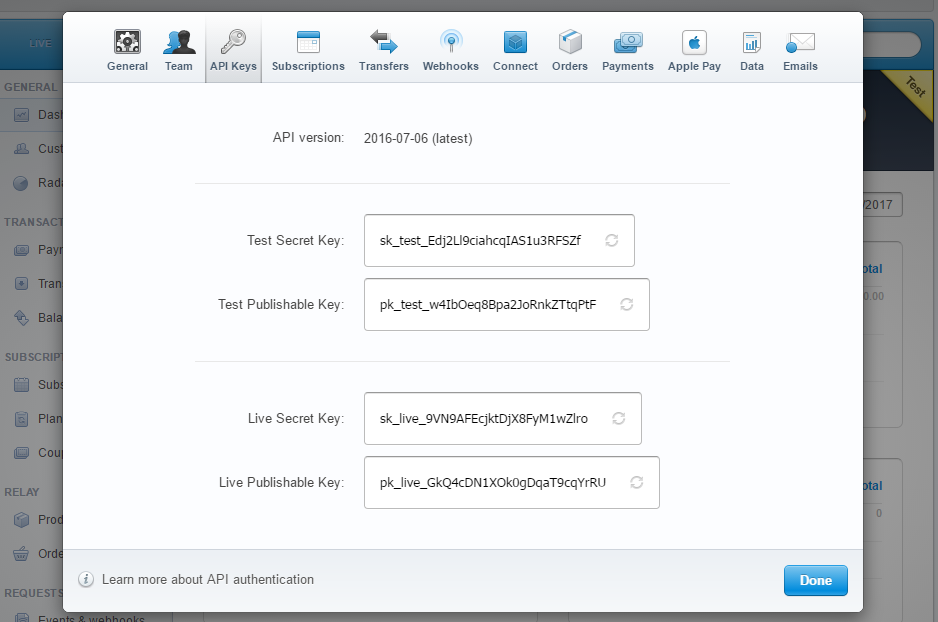 LIVE
General
Team
API Keys
Subscriptions
Transfers
Webhooks
Connect
Orders
Payments
Apple Pay
Data
Emails
Test
GENERAL
Dash
Cust
Rada
TRANSACT
Payr
Tran
Bala
SUBSCRIPT
Subs
Plan
Coup
RELAY
Prod
Orde
REQUESTS
Events & webhooks
API version: 2016-07-06 (latest)
Test Secret Key: sk_test_Edj2Ll9ciahcqIAS1u3RFSZf
Test Publishable Key: pk_test_w4IbOeq8Bpa2JoRnkZTtqPtF
Live Secret Key: sk_live_9VN9AFEcjktDjX8FyM1wZlro
Live Publishable Key: pk_live_GkQ4cDN1XOk0gDqaT9cqYrRU
/2017
otal
0.00
otal
0
Learn more about API authentication
Done